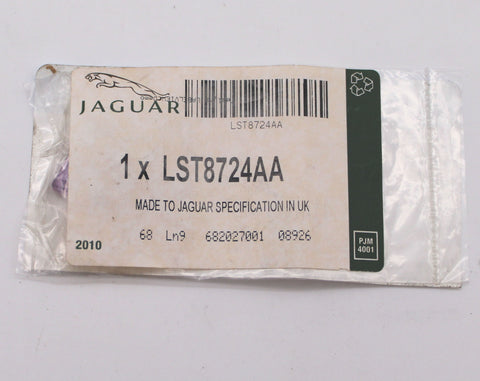 JAGUAR
LST8724AA
1 x LST8724AA
MADE TO JAGUAR SPECIFICATION IN UK
2010
68 Ln9 682027001 08926
PJM
4001